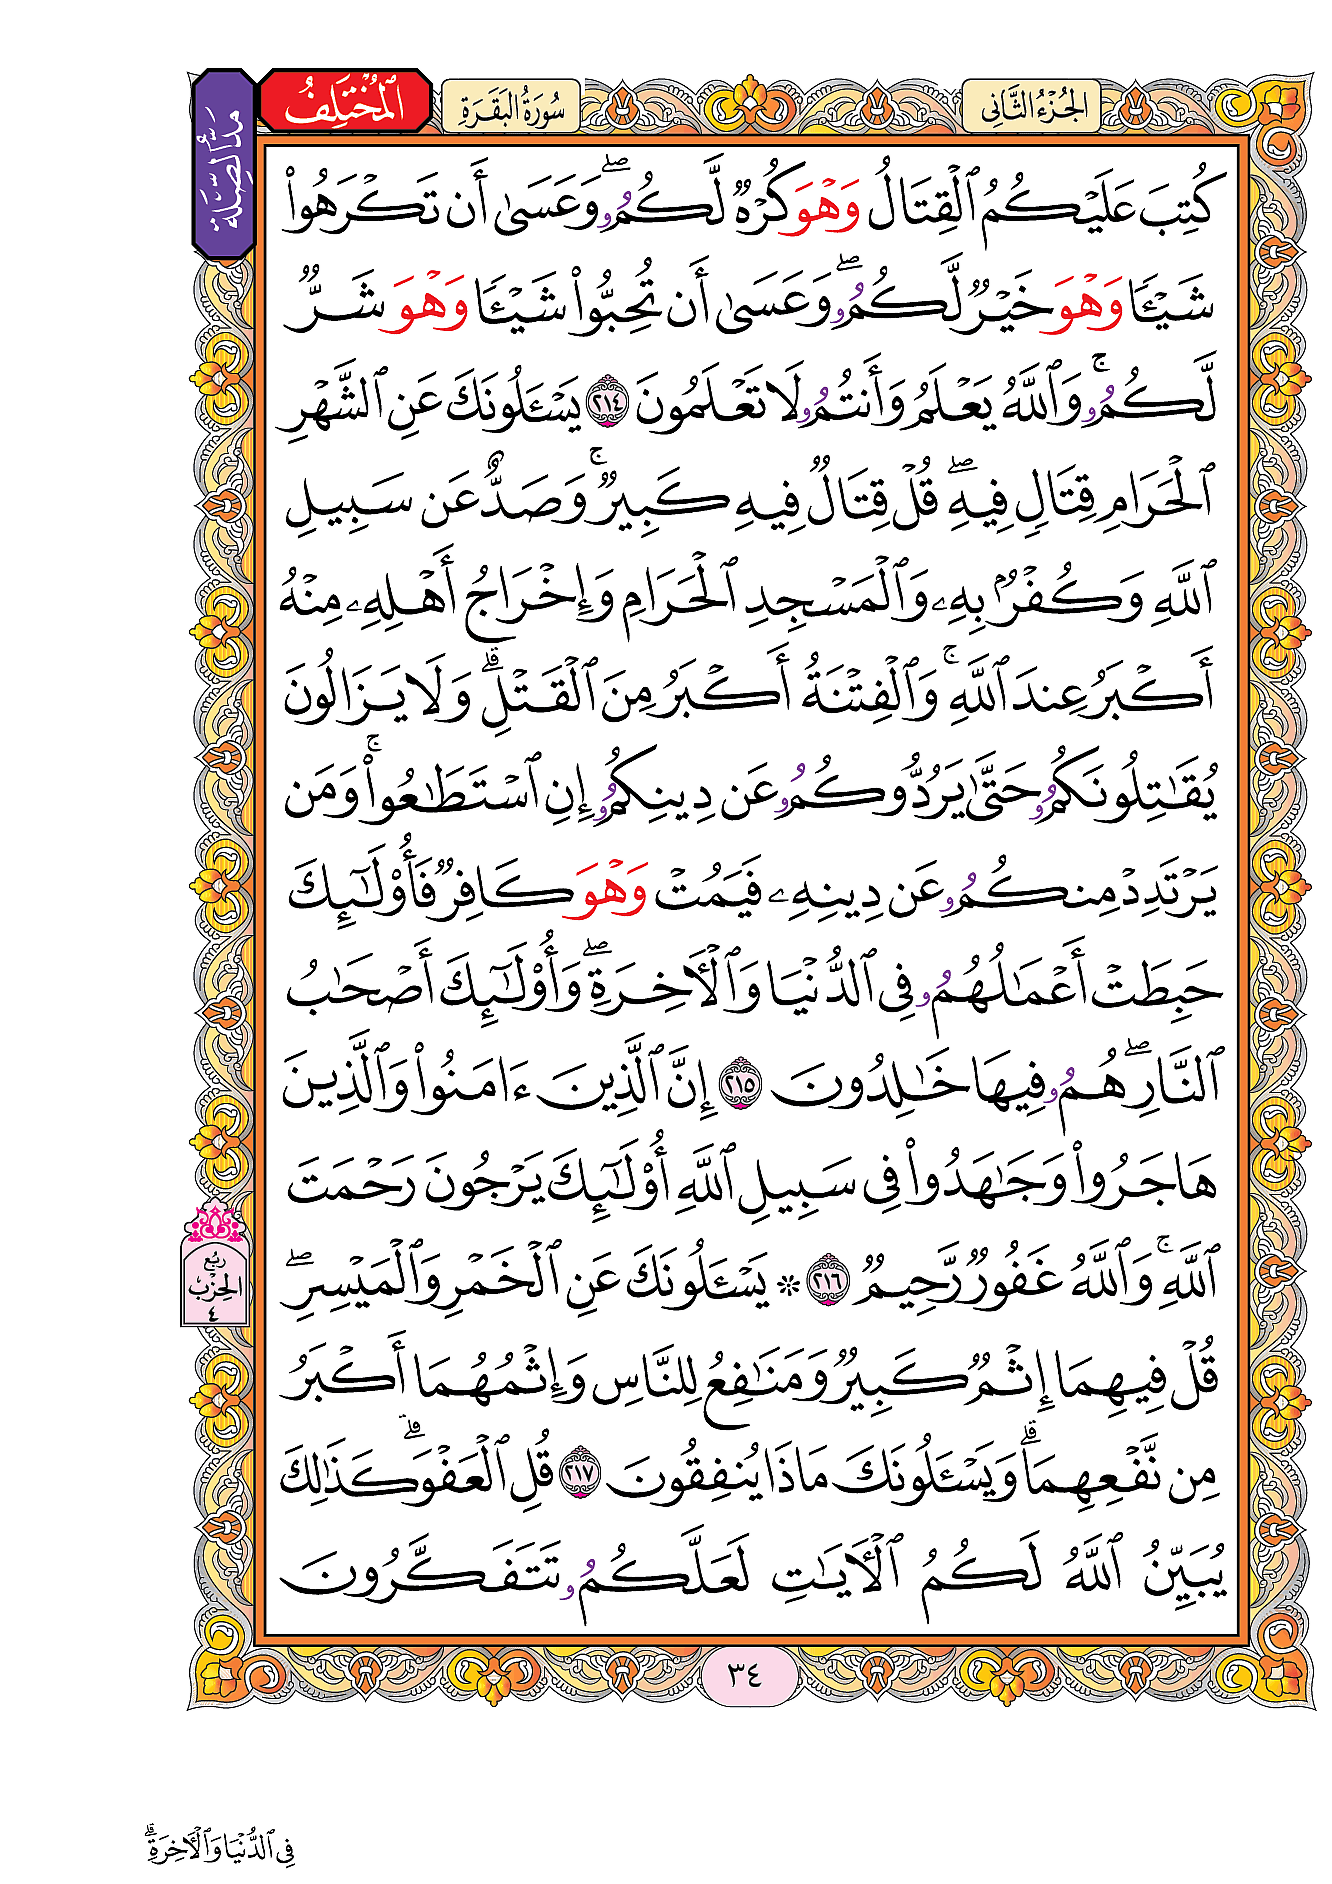 الجُزْءُ الثَّانِى
سُورَةُ البَقَرَةِ
المُخْتَلِفُ
مَدُّ الصِّلَةِ
كُتِبَ عَلَيْكُمُ ٱلْقِتَالُ وَهْوَ كُرْهٌ لَّكُمُۥ ۖ وَعَسَىٰ أَن تَكْرَهُوا۟
شَيْـًٔا وَهْوَ خَيْرٌ لَّكُمُۥ ۖ وَعَسَىٰ أَن تُحِبُّوا۟ شَيْـًٔا وَهْوَ شَرٌّ
لَّكُمُۥ ۚ وَٱللَّهُ يَعْلَمُ وَأَنتُمُۥ لَا تَعْلَمُونَ ٢١٤ يَسْـَٔلُونَكَ عَنِ ٱلشَّهْرِ
ٱلْحَرَامِ قِتَالٍ فِيهِ ۖ قُلْ قِتَالٌ فِيهِ كَبِيرٌ ۚ وَصَدٌّ عَن سَبِيلِ
ٱللَّهِ وَكُفْرٌۢ بِهِۦ وَٱلْمَسْجِدِ ٱلْحَرَامِ وَإِخْرَاجُ أَهْلِهِۦ مِنْهُ
أَكْبَرُ عِندَ ٱللَّهِ ۚ وَٱلْفِتْنَةُ أَكْبَرُ مِنَ ٱلْقَتْلِ ۗ وَلَا يَزَالُونَ
يُقَـٰتِلُونَكُمُۥ حَتَّىٰ يَرُدُّوكُمُۥ عَن دِينِكُمُۥ إِنِ ٱسْتَطَـٰعُوا۟ ۚ وَمَن
يَرْتَدِدْ مِنكُمُۥ عَن دِينِهِۦ فَيَمُتْ وَهْوَ كَافِرٌ فَأُو۟لَـٰٓئِكَ
حَبِطَتْ أَعْمَـٰلُهُمُۥ فِى ٱلدُّنْيَا وَٱلْـَٔاخِرَةِ ۖ وَأُو۟لَـٰٓئِكَ أَصْحَـٰبُ
ٱلنَّارِ ۖ هُمُۥ فِيهَا خَـٰلِدُونَ ٢١٥ إِنَّ ٱلَّذِينَ ءَامَنُوا۟ وَٱلَّذِينَ
هَاجَرُوا۟ وَجَـٰهَدُوا۟ فِى سَبِيلِ ٱللَّهِ أُو۟لَـٰٓئِكَ يَرْجُونَ رَحْمَتَ
ٱللَّهِ ۚ وَٱللَّهُ غَفُورٌ رَّحِيمٌ ٢١٦ ۞ يَسْـَٔلُونَكَ عَنِ ٱلْخَمْرِ وَٱلْمَيْسِرِ ۖ
قُلْ فِيهِمَا إِثْمٌ كَبِيرٌ وَمَنَـٰفِعُ لِلنَّاسِ وَإِثْمُهُمَا أَكْبَرُ
مِن نَّفْعِهِمَا ۗ وَيَسْـَٔلُونَكَ مَاذَا يُنفِقُونَ ٢١٧ قُلِ ٱلْعَفْوَ ۗ كَذَٰلِكَ
يُبَيِّنُ ٱللَّهُ لَكُمُ ٱلْـَٔايَـٰتِ لَعَلَّكُمُۥ تَتَفَكَّرُونَ
رُبُع
الحِزْب
٤
٣٤
فِى ٱلدُّنْيَا وَٱلْـَٔاخِرَةِ ۗ